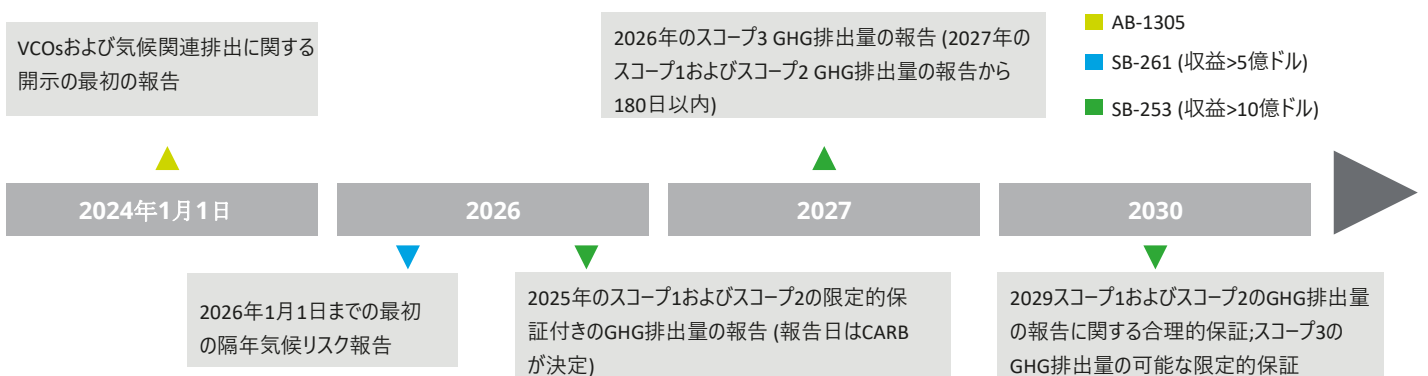 VCOsおよび気候関連排出に関する
開示の最初の報告
2026年のスコープ3 GHG排出量の報告 (2027年の
スコープ1およびスコープ2 GHG排出量の報告から
180日以内)
AB-1305
SB-261 (収益>5億ドル)
SB-253 (収益>10億ドル)
2024年1月1日
2026
2027
2030
2026年1月1日までの最初
の隔年気候リスク報告
2025年のスコープ1およびスコープ2の限定的保
証付きのGHG排出量の報告 (報告日はCARB
が決定)
2029スコープ1およびスコープ2のGHG排出量
の報告に関する合理的保証;スコープ3の
GHG排出量の可能な限定的保証